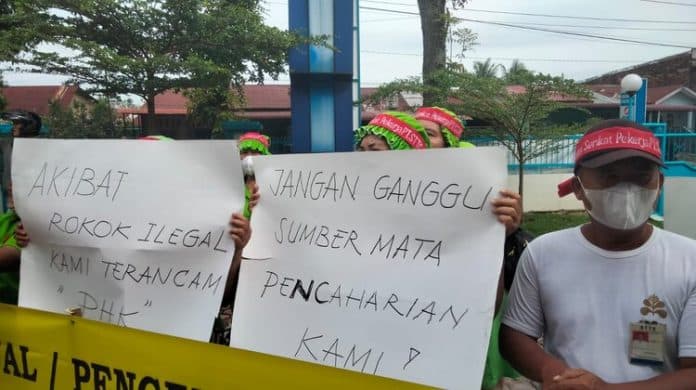 AKIBAT
ROKOK ILEGAL
KAMI TERANCAM
"PHK"
JANGAN GANGGU
SUMBER MATA
PENCAHARIAN
KAMI !
Serikat Pekerja